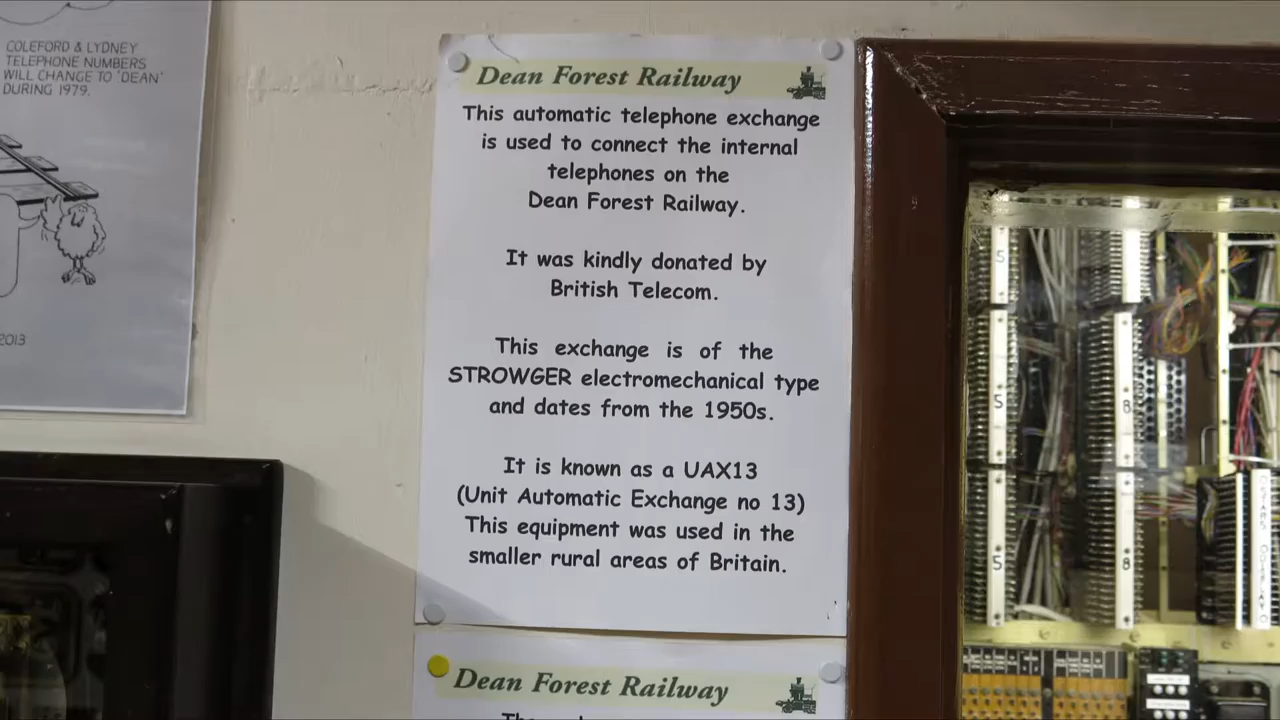 COLEFORD & LYDNEY
TELEPHONE NUMBERS
WILL CHANGE TO 'DEAN'
DURING 1979.
2013
Dean Forest Railway
This automatic telephone exchange
is used to connect the internal
telephones on the
Dean Forest Railway.
It was kindly donated by
British Telecom.
This exchange is of the
STROWGER electromechanical type
and dates from the 1950s.
It is known as a UAX13
(Unit Automatic Exchange no 13)
This equipment was used in the
smaller rural areas of Britain.
Dean Forest Railway
5
5
8
5
8